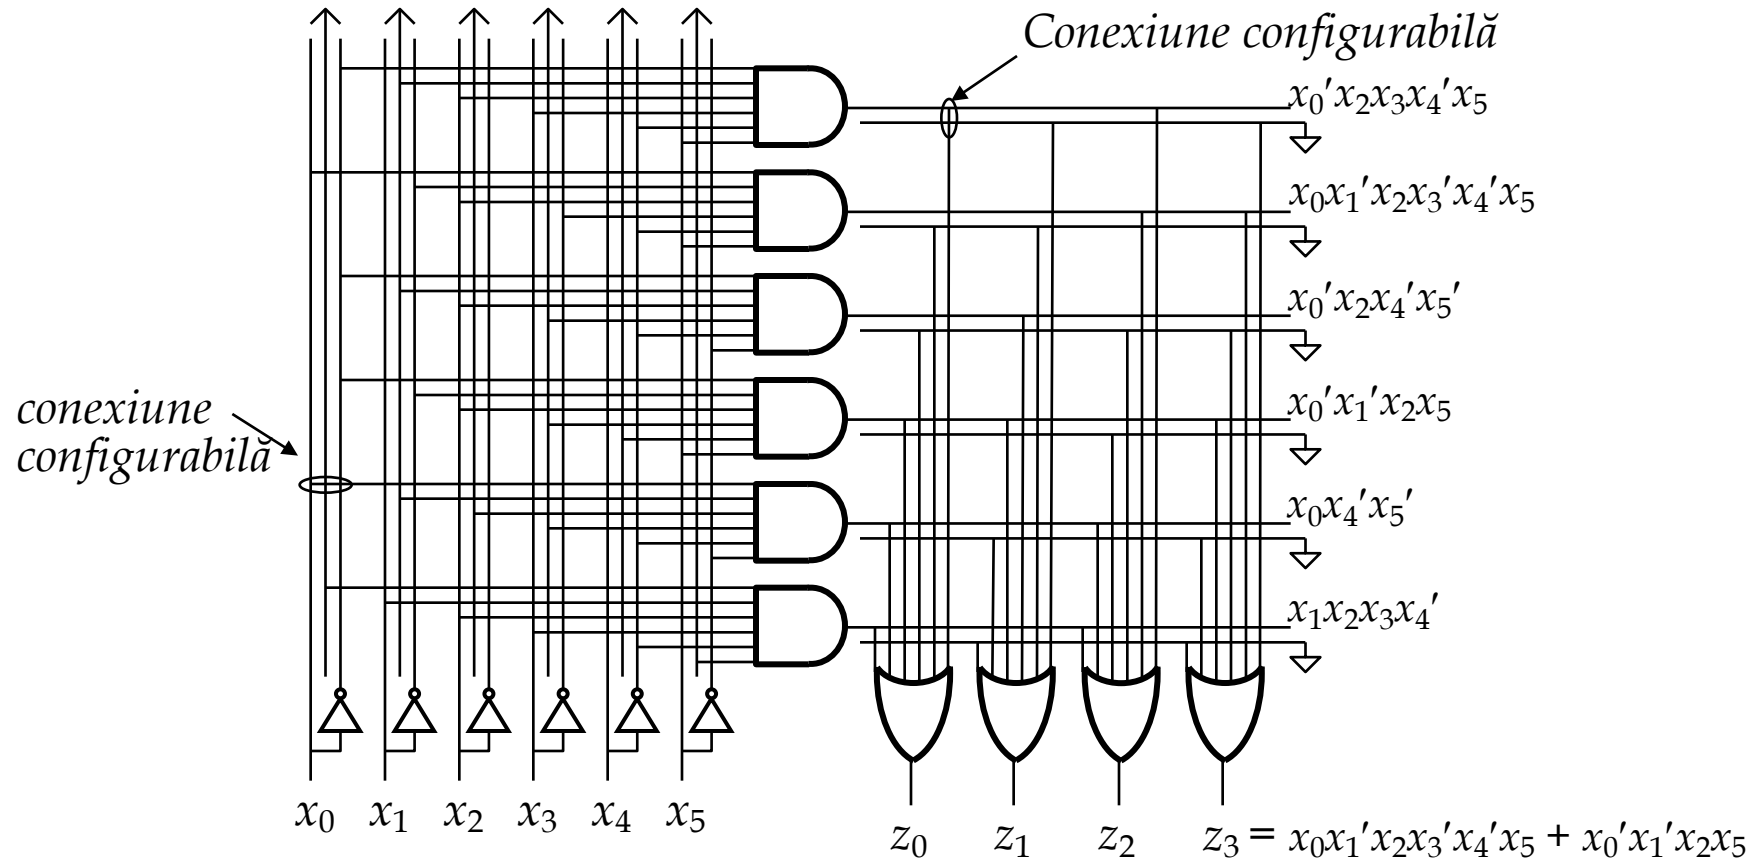 Conexiune configurabilă
x₀′x₂x₃x₄′x₅
x₀x₁′x₂x₃′x₄′x₅
x₀′x₂x₄′x₅′
conexiune
configurabilă
x₀′x₁′x₂x₅
x₀x₄′x₅′
x₁x₂x₃x₄′
x₀ x₁ x₂ x₃ x₄ x₅
z₀ z₁ z₂ z₃ = x₀x₁′x₂x₃′x₄′x₅ + x₀′x₁′x₂x₅